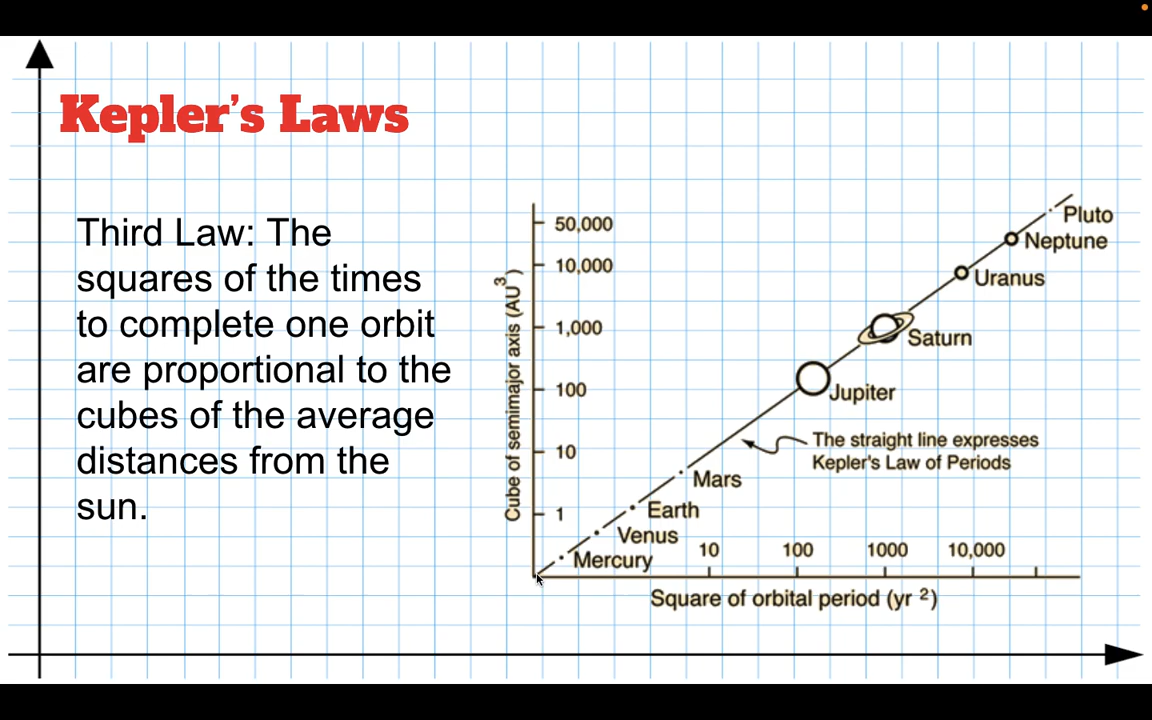 Kepler’s Laws
Third Law: The
squares of the times
to complete one orbit
are proportional to the
cubes of the average
distances from the
sun.
Cube of semimajor axis (AU³)
50,000
10,000
1,000
100
10
1
Pluto
Neptune
Uranus
Saturn
Jupiter
The straight line expresses
Kepler's Law of Periods
Mars
Earth
Venus
Mercury
10
100
1000
10,000
Square of orbital period (yr ²)